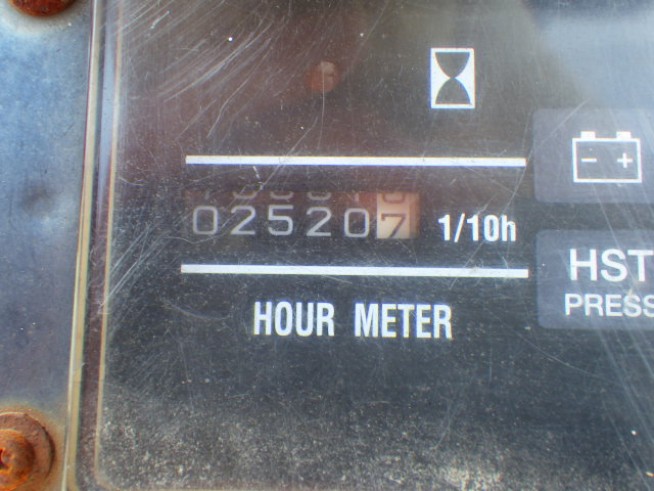 025207 1/10h
HOUR METER
HST
PRESS